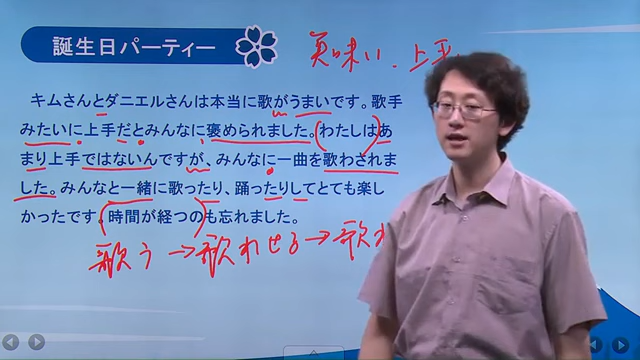 美味い、上手
誕生日パーティー
キムさんとダニエルさんは本当に歌がうまいです。歌手
みたいに上手だとみんなに褒められました。わたしはあ
まり上手ではないんですが、みんなに一曲を歌わされま
した。みんなと一緒に歌ったり、踊ったりしてとても楽し
かったです。時間が経つのも忘れました。
歌う→歌わせる→歌わ